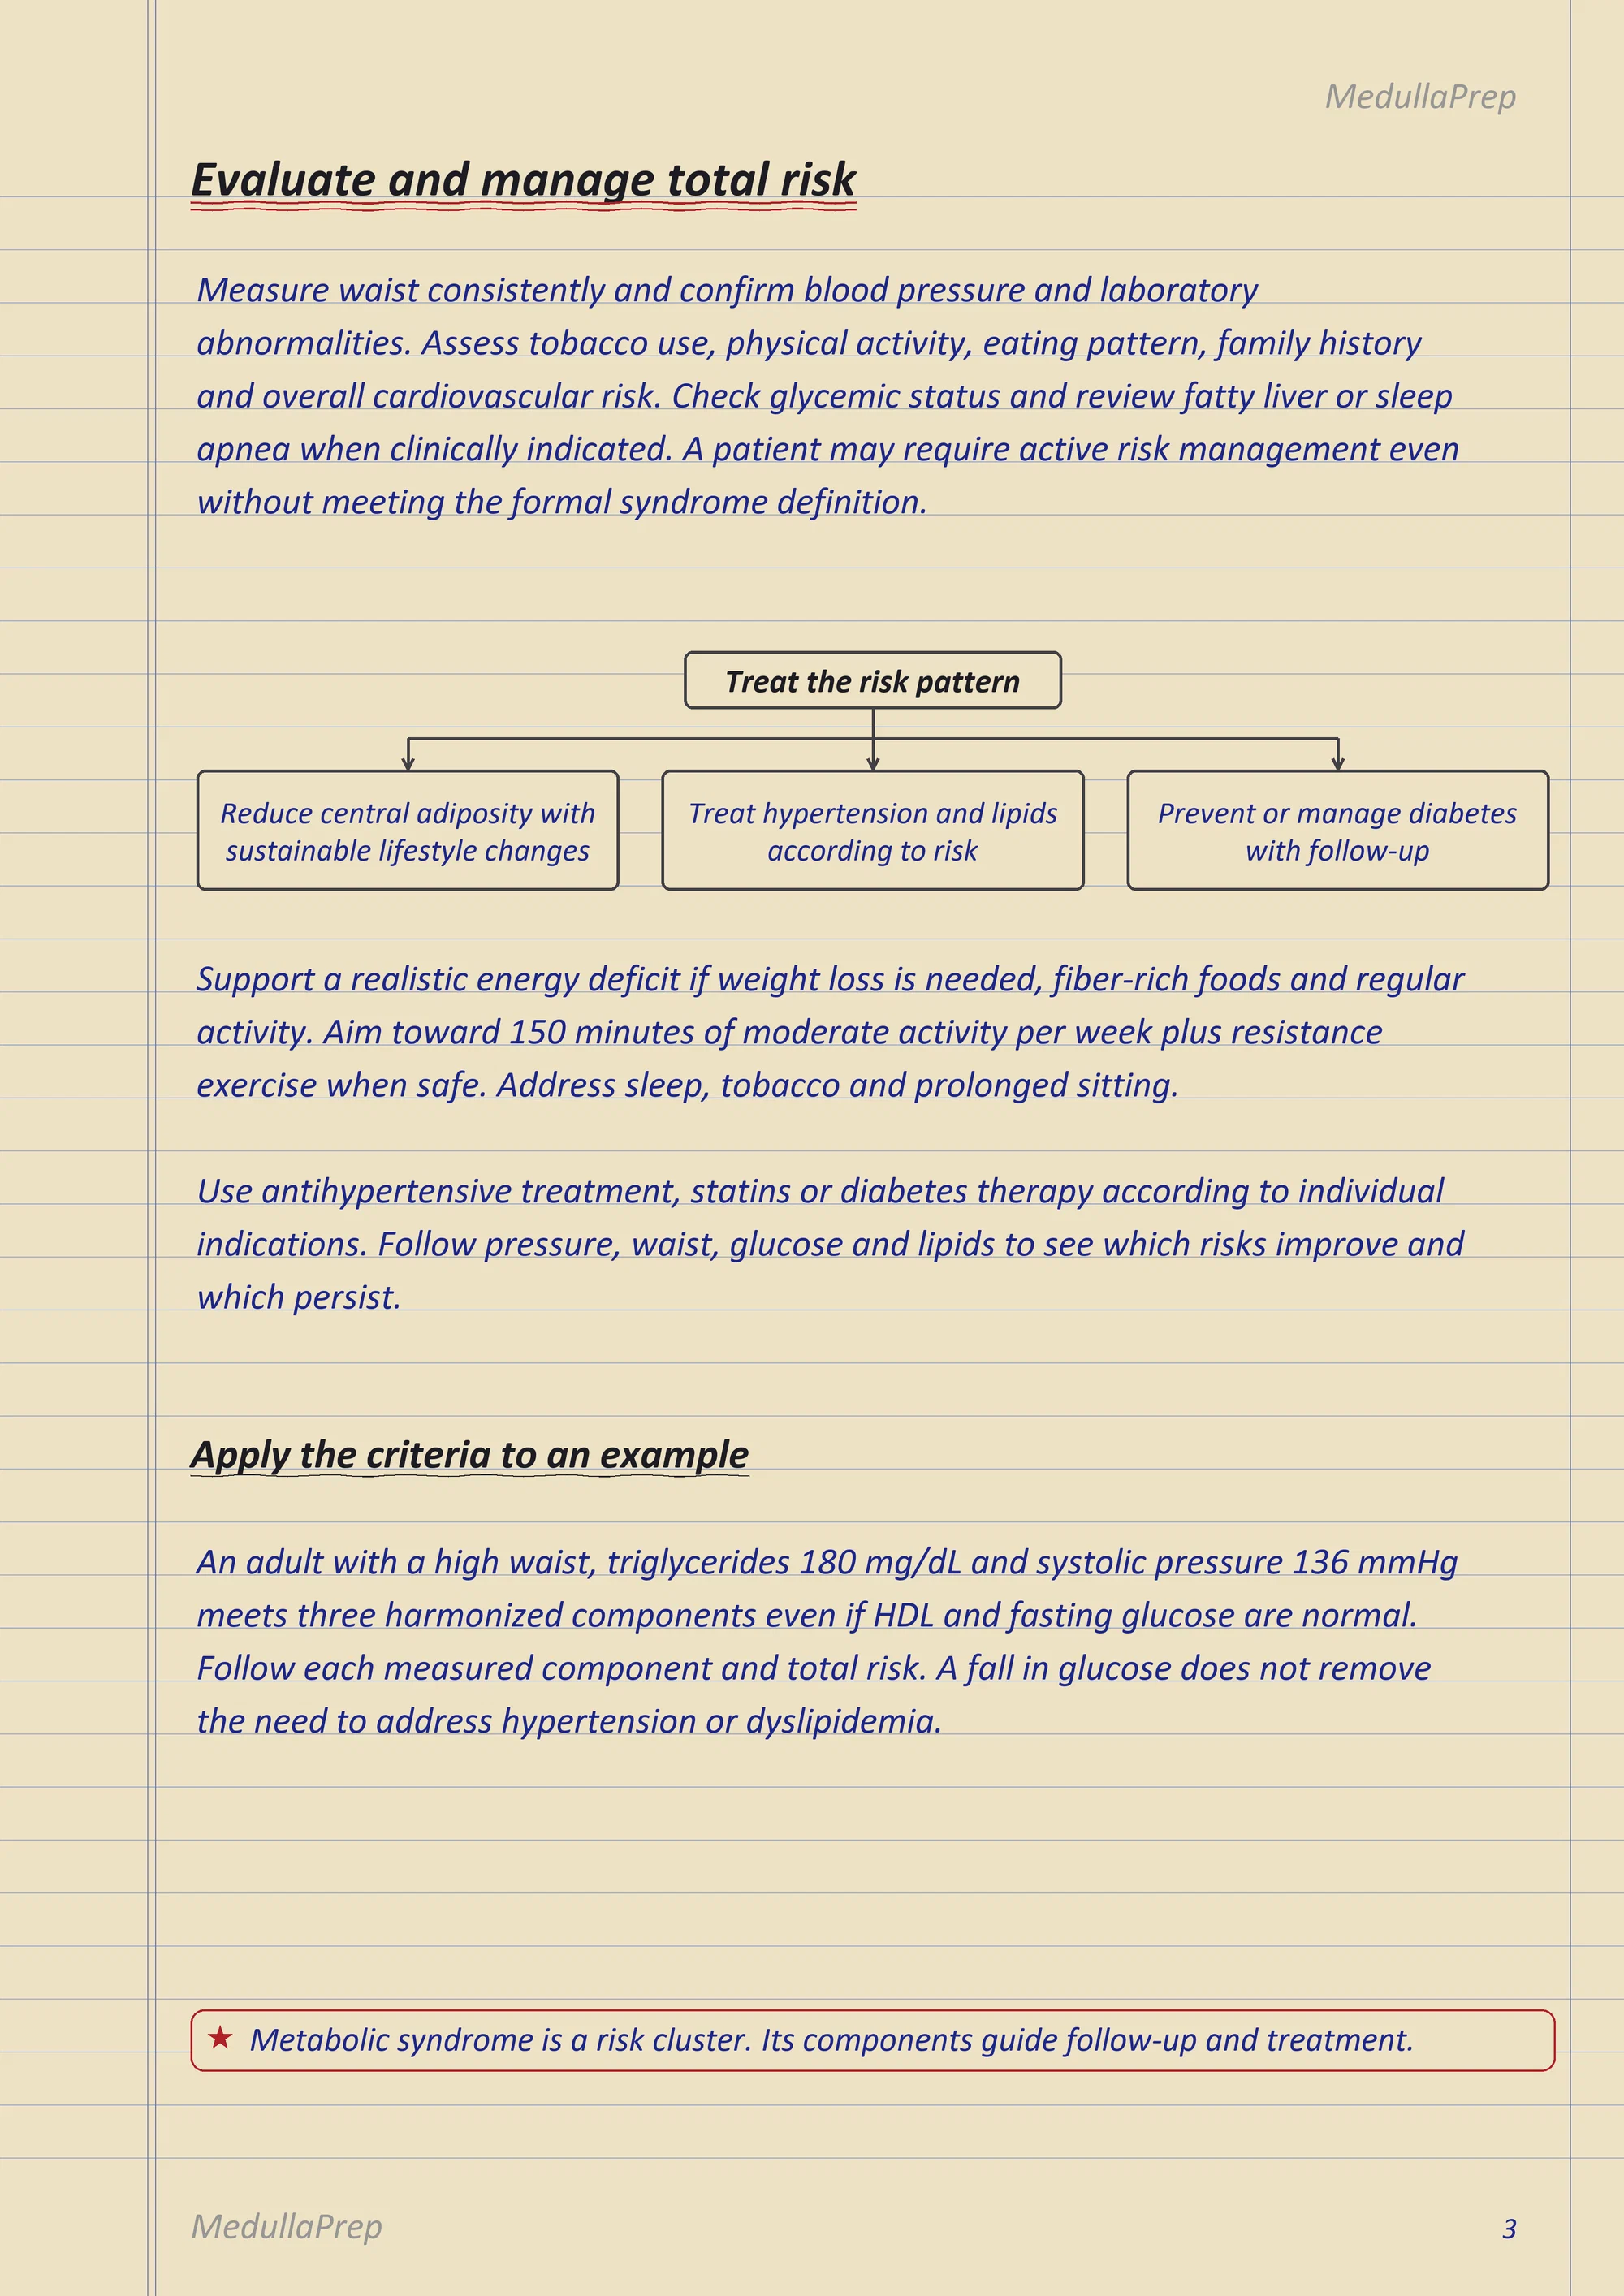 MedullaPrep
Evaluate and manage total risk
Measure waist consistently and confirm blood pressure and laboratory
abnormalities. Assess tobacco use, physical activity, eating pattern, family history
and overall cardiovascular risk. Check glycemic status and review fatty liver or sleep
apnea when clinically indicated. A patient may require active risk management even
without meeting the formal syndrome definition.
Treat the risk pattern
Reduce central adiposity with
sustainable lifestyle changes
Treat hypertension and lipids
according to risk
Prevent or manage diabetes
with follow-up
Support a realistic energy deficit if weight loss is needed, fiber-rich foods and regular
activity. Aim toward 150 minutes of moderate activity per week plus resistance
exercise when safe. Address sleep, tobacco and prolonged sitting.
Use antihypertensive treatment, statins or diabetes therapy according to individual
indications. Follow pressure, waist, glucose and lipids to see which risks improve and
which persist.
Apply the criteria to an example
An adult with a high waist, triglycerides 180 mg/dL and systolic pressure 136 mmHg
meets three harmonized components even if HDL and fasting glucose are normal.
Follow each measured component and total risk. A fall in glucose does not remove
the need to address hypertension or dyslipidemia.
★ Metabolic syndrome is a risk cluster. Its components guide follow-up and treatment.
MedullaPrep
3